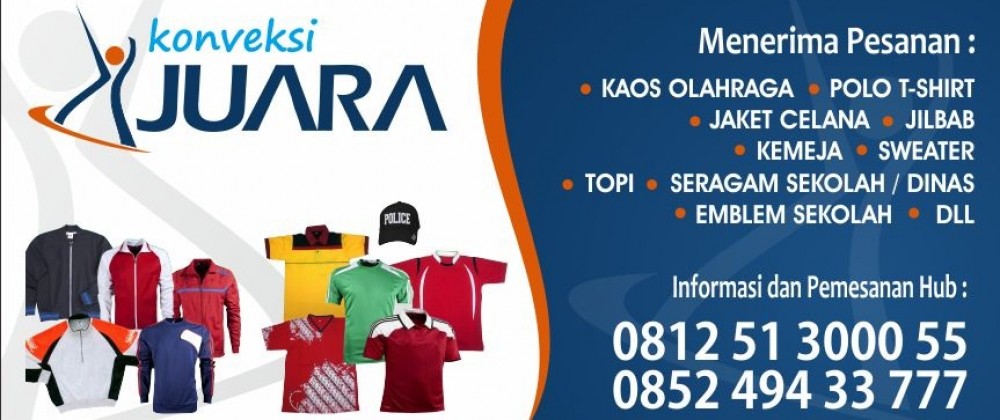 konveksi
JUARA
POLICE
Menerima Pesanan :
• KAOS OLAHRAGA • POLO T-SHIRT
• JAKET CELANA • JILBAB
• KEMEJA • SWEATER
• TOPI • SERAGAM SEKOLAH / DINAS
• EMBLEM SEKOLAH • DLL
Informasi dan Pemesanan Hub :
0812 51 3000 55
0852 494 33 777